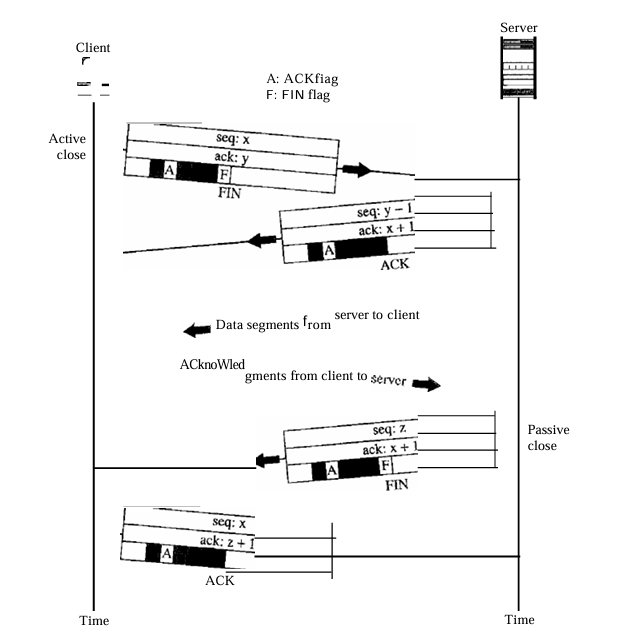 Server
Client
A: ACKfiag
F: FIN flag
Active
close
seq: x
ack: y
A F
FIN
seq: y - 1
ack: x + 1
A
ACK
Data segments from server to client
ACknoWled
gments from client to server
seq: z
ack: x + 1
A F
FIN
Passive
close
seq: x
ack: z + 1
A
ACK
Time
Time